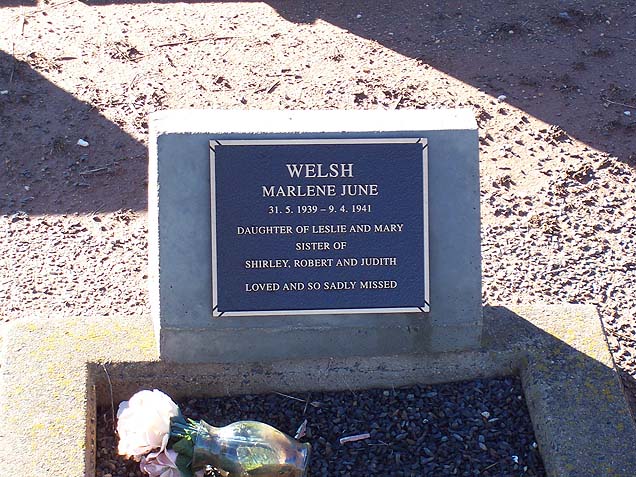 WELSH
MARLENE JUNE
31. 5. 1939 – 9. 4. 1941
DAUGHTER OF LESLIE AND MARY
SISTER OF
SHIRLEY, ROBERT AND JUDITH
LOVED AND SO SADLY MISSED